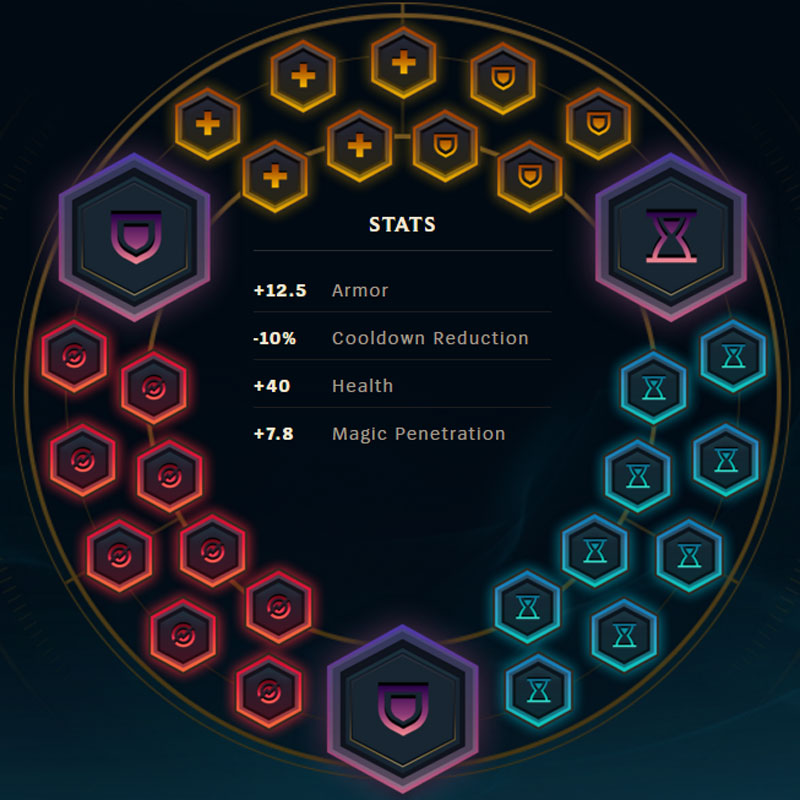 STATS
+12.5 Armor
-10% Cooldown Reduction
+40 Health
+7.8 Magic Penetration